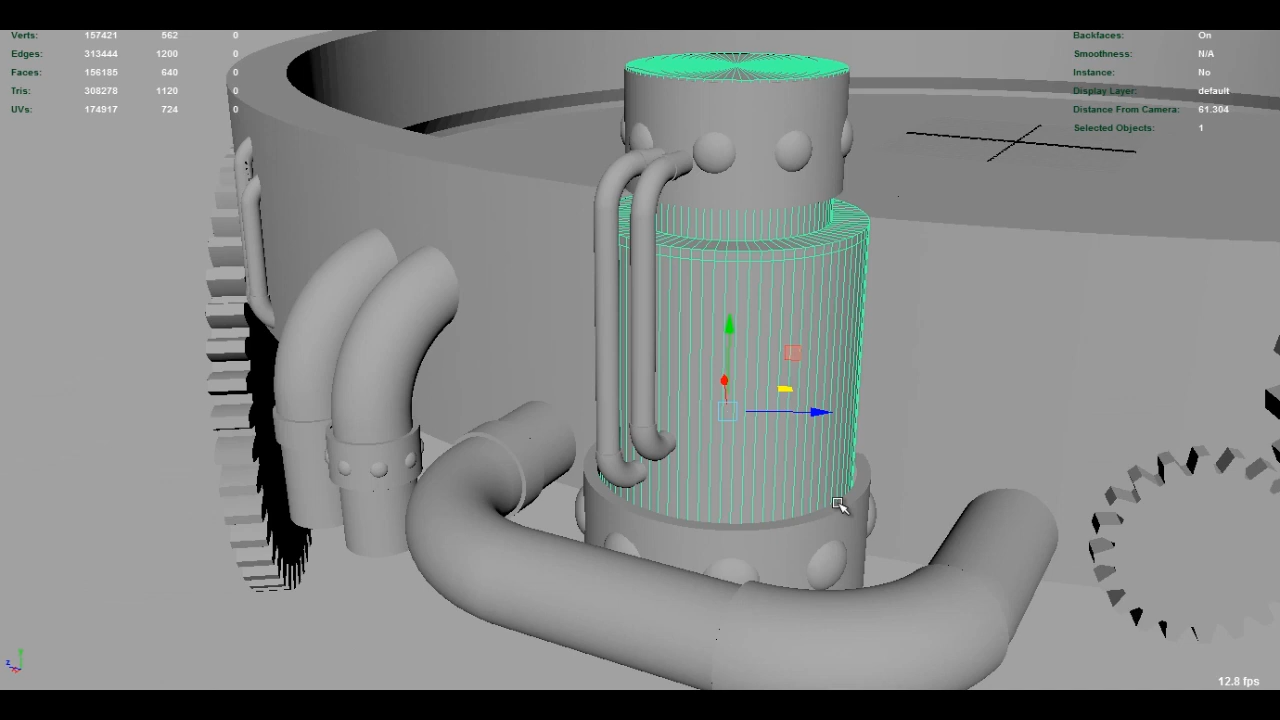 Verts: 157421 562 0
Edges: 313444 1200 0
Faces: 156185 640 0
Tris: 308278 1120 0
UVs: 174917 724 0
Backfaces: On
Smoothness: N/A
Instance: No
Display Layer: default
Distance From Camera: 61.304
Selected Objects: 1
z
12.8 fps